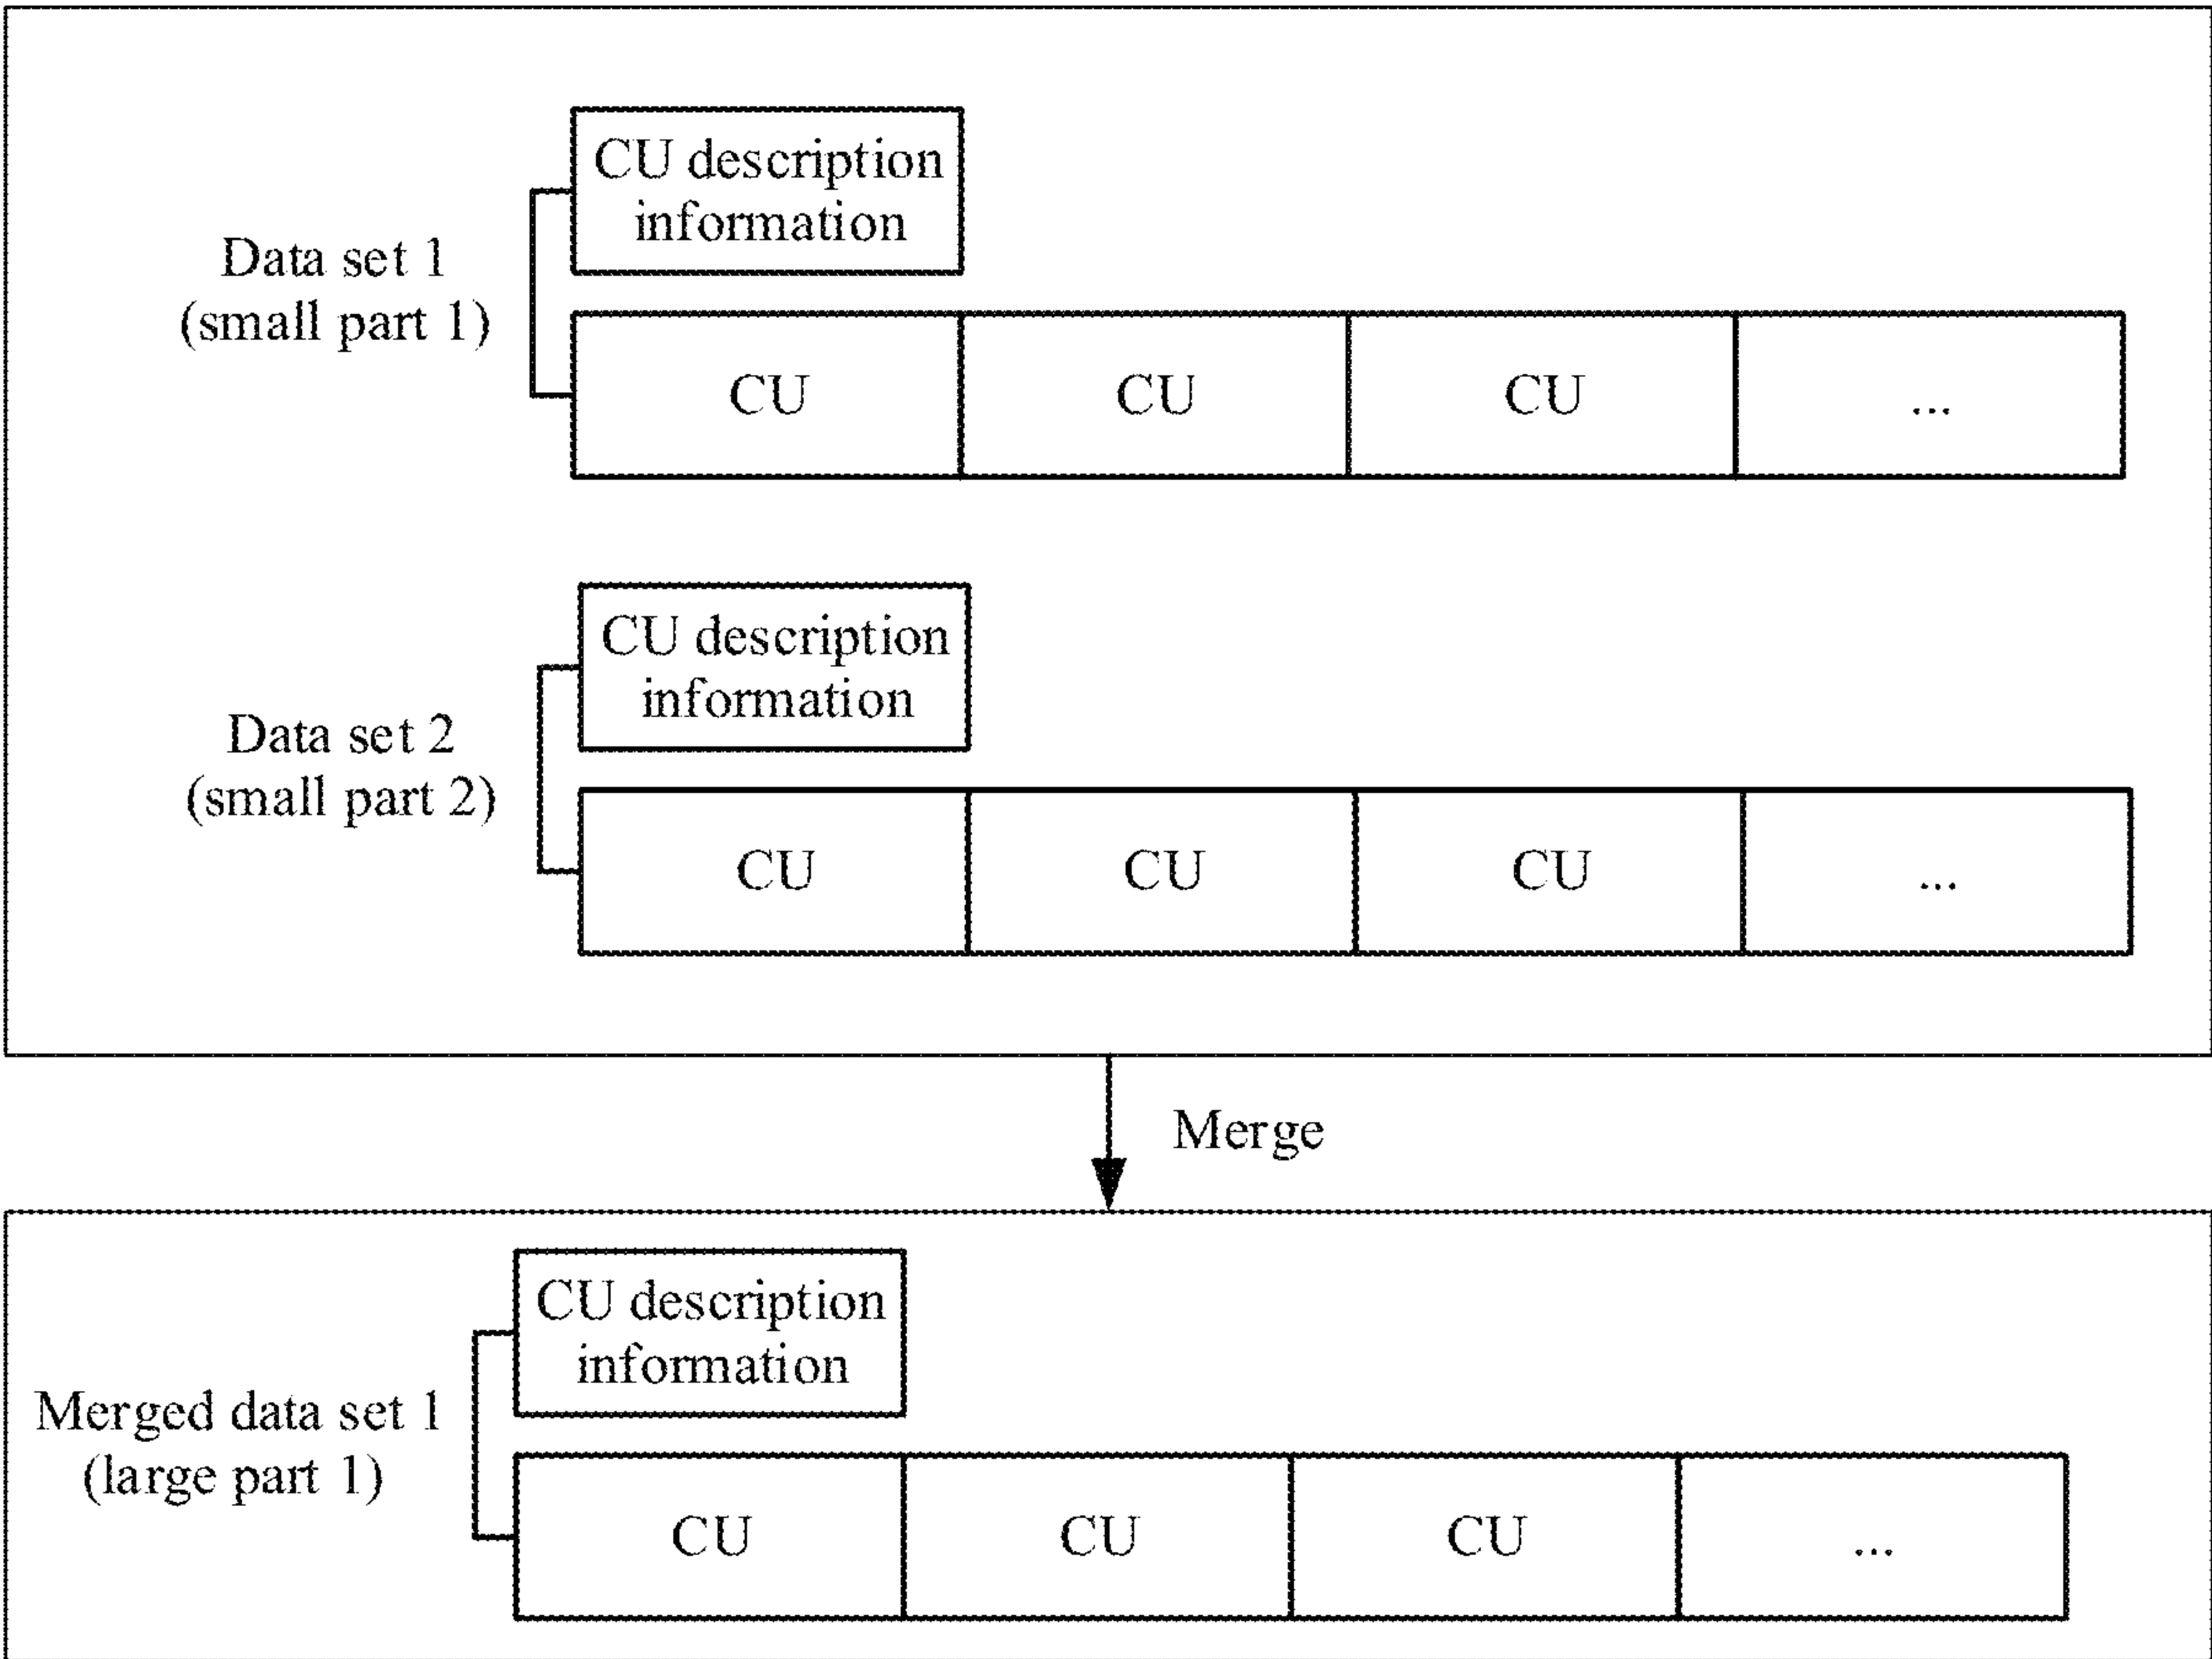 CU description
information
Data set 1
(small part 1)
CU CU CU ...
CU description
information
Data set 2
(small part 2)
CU CU CU ...
Merge
CU description
information
Merged data set 1
(large part 1)
CU CU CU ...